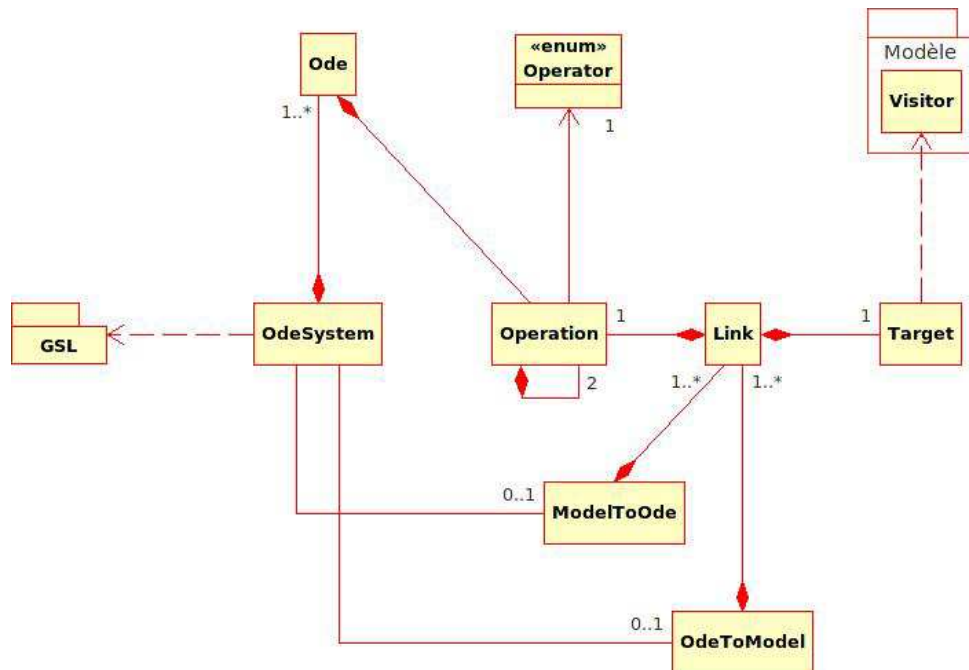 «enum»
Operator
Ode
Modèle
Visitor
1..*
1
GSL
OdeSystem
Operation
1
Link
1
Target
2
1..*
1..*
0..1
ModelToOde
0..1
OdeToModel